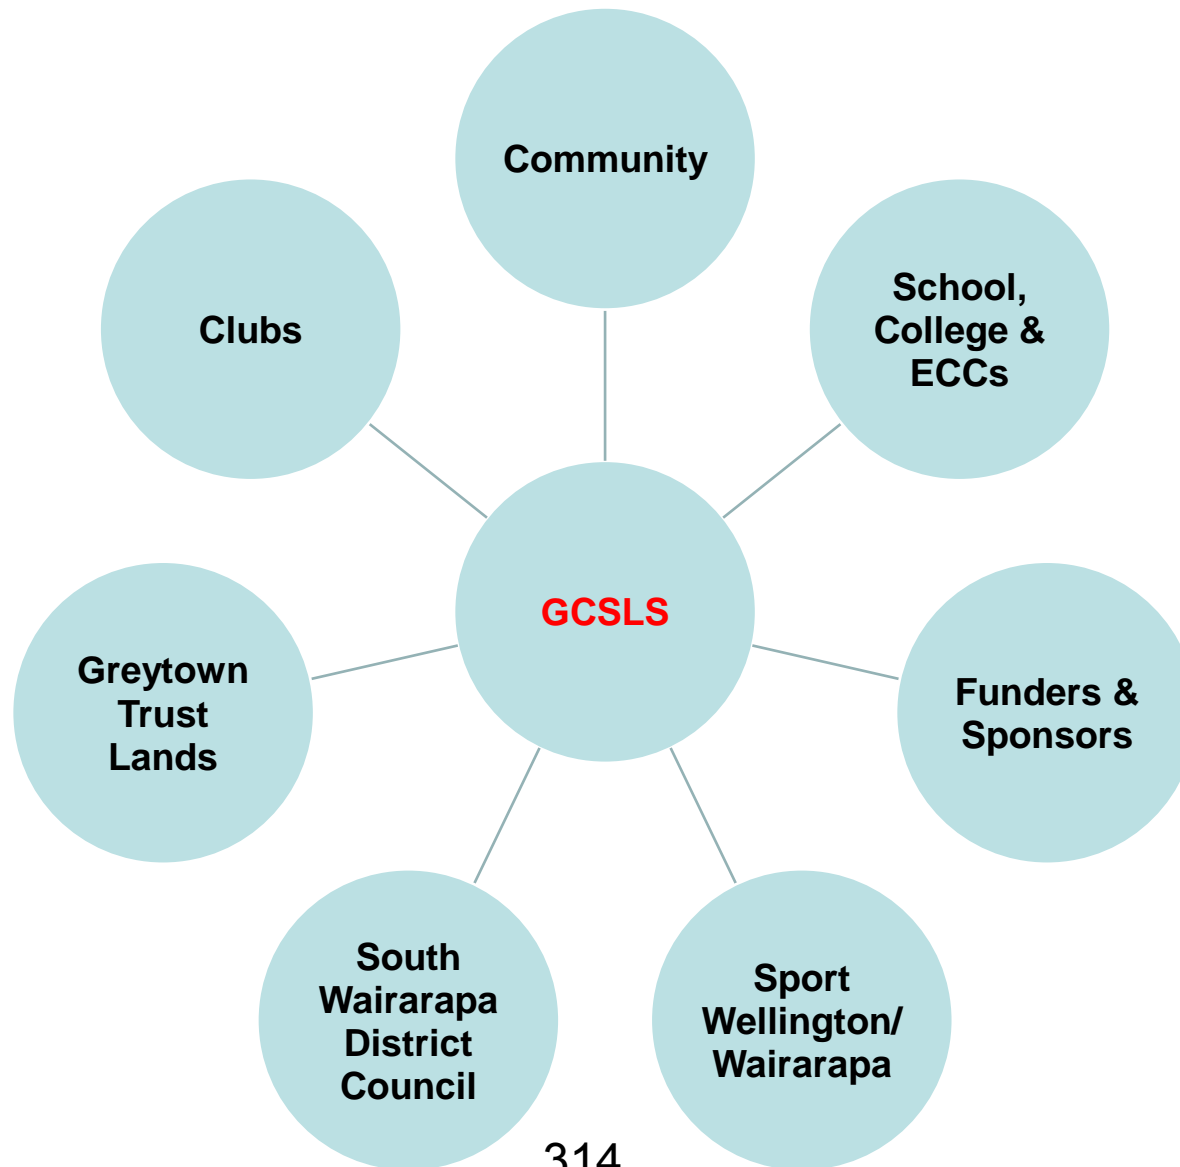 Community
School,
College &
ECCs
Clubs
GCSLS
Greytown
Trust
Lands
Funders &
Sponsors
South
Wairarapa
District
Council
Sport
Wellington/
Wairarapa
314